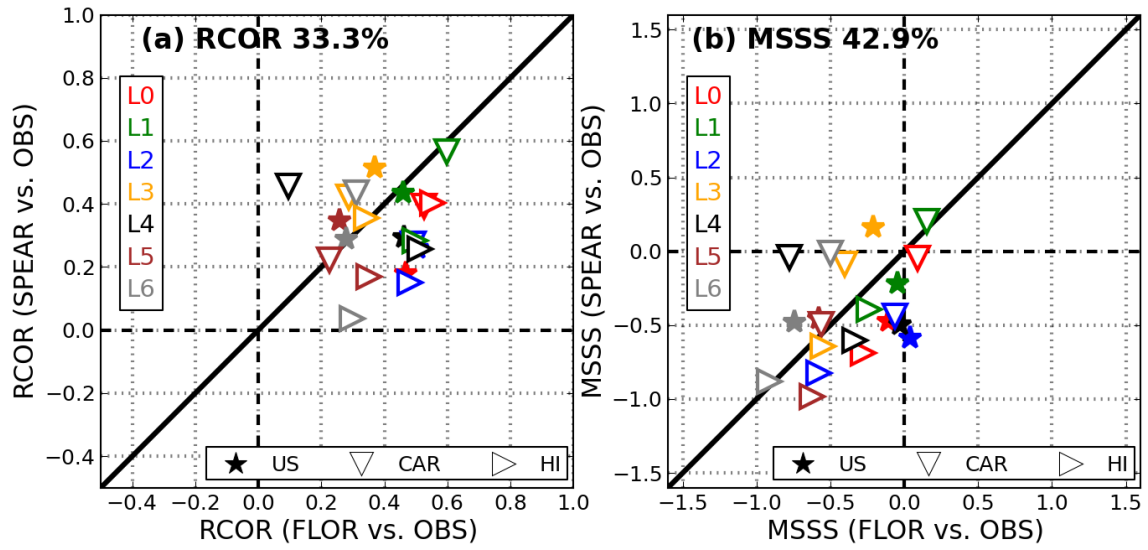 (a) RCOR 33.3%
1.0
0.8
0.6
0.4
0.2
0.0
−0.2
−0.4
RCOR (SPEAR vs. OBS)
L0
L1
L2
L3
L4
L5
L6
US CAR HI
−0.4 −0.2 0.0 0.2 0.4 0.6 0.8 1.0
RCOR (FLOR vs. OBS)
(b) MSSS 42.9%
1.5
1.0
0.5
0.0
−0.5
−1.0
−1.5
MSSS (SPEAR vs. OBS)
L0
L1
L2
L3
L4
L5
L6
US CAR HI
−1.5 −1.0 −0.5 0.0 0.5 1.0 1.5
MSSS (FLOR vs. OBS)